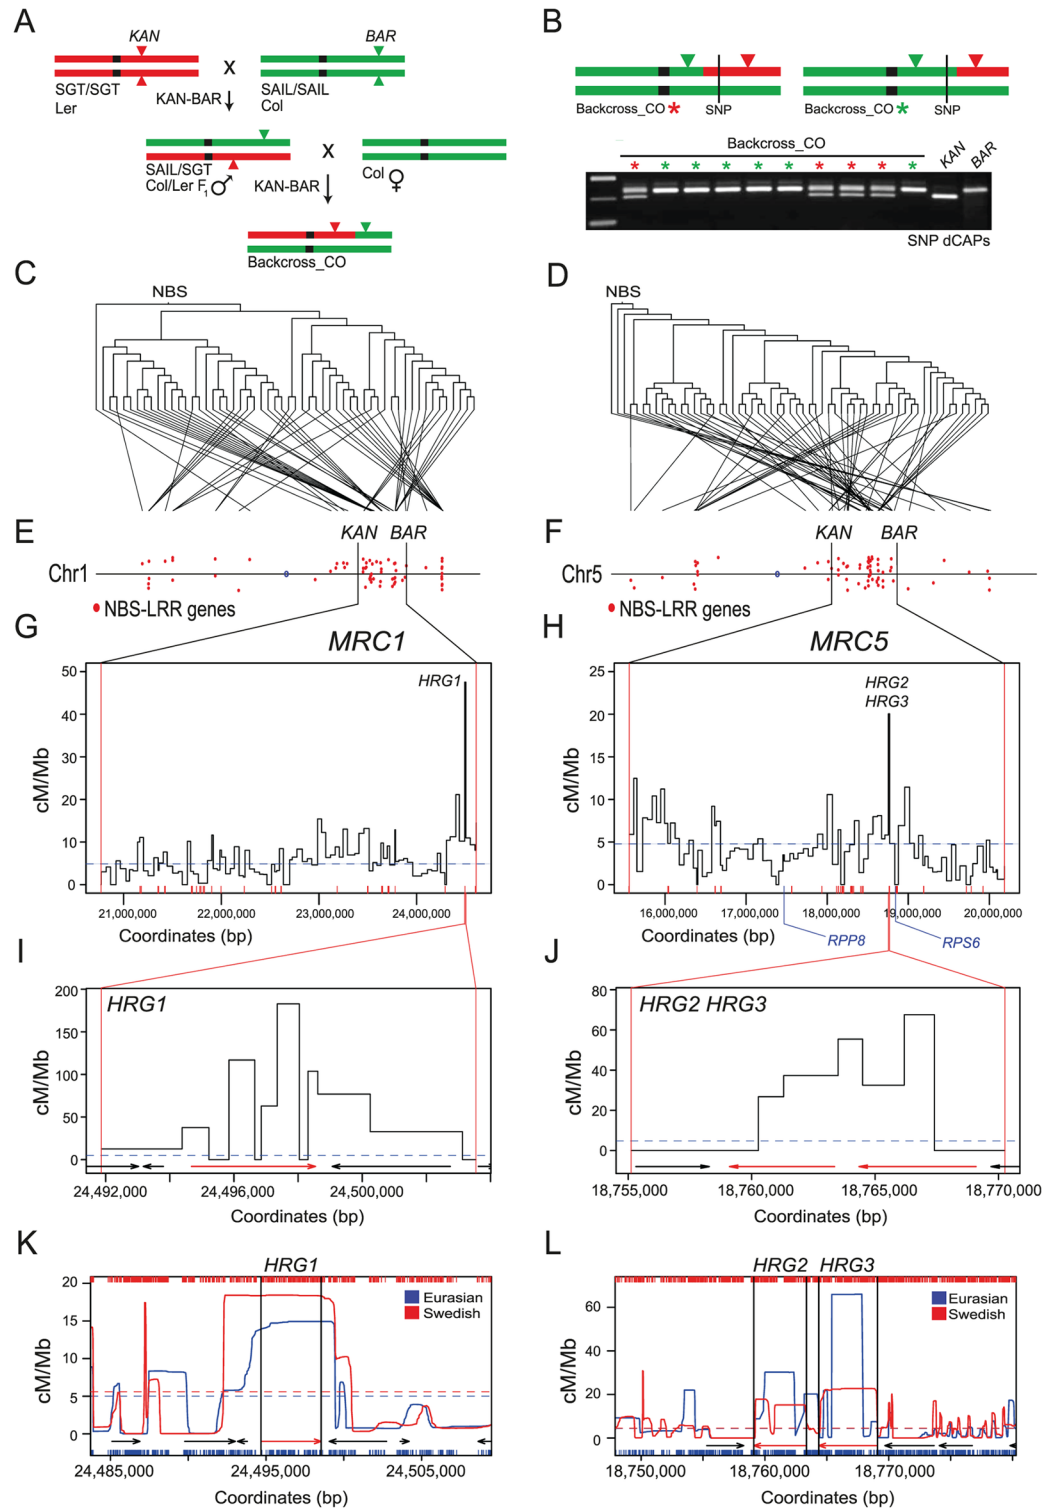 A
KAN
BAR
X
SGT/SGT
Ler
KAN-BAR
SAIL/SAIL
Col
X
SAIL/SGT
Col/Ler F1 ♂
KAN-BAR
Col ♀
Backcross_CO
B
Backcross_CO *
SNP
Backcross_CO *
SNP
Backcross_CO
KAN
BAR
* * * * * * * * * *
SNP dCAPs
C
NBS
D
NBS
E
KAN BAR
Chr1
NBS-LRR genes
F
KAN BAR
Chr5
NBS-LRR genes
G
MRC1
HRG1
50
40
30
20
10
0
cM/Mb
21,000,000 22,000,000 23,000,000 24,000,000
Coordinates (bp)
H
MRC5
HRG2
HRG3
25
20
15
10
5
0
cM/Mb
16,000,000 17,000,000 18,000,000 19,000,000 20,000,000
Coordinates (bp)
RPP8
RPS6
I
HRG1
200
150
100
50
0
cM/Mb
24,492,000 24,496,000 24,500,000
Coordinates (bp)
J
HRG2 HRG3
80
60
40
20
0
cM/Mb
18,755,000 18,760,000 18,765,000 18,770,000
Coordinates (bp)
K
HRG1
Eurasian
Swedish
20
15
10
5
0
cM/Mb
24,485,000 24,495,000 24,505,000
Coordinates (bp)
L
HRG2 HRG3
Eurasian
Swedish
60
40
20
0
cM/Mb
18,750,000 18,760,000 18,770,000
Coordinates (bp)